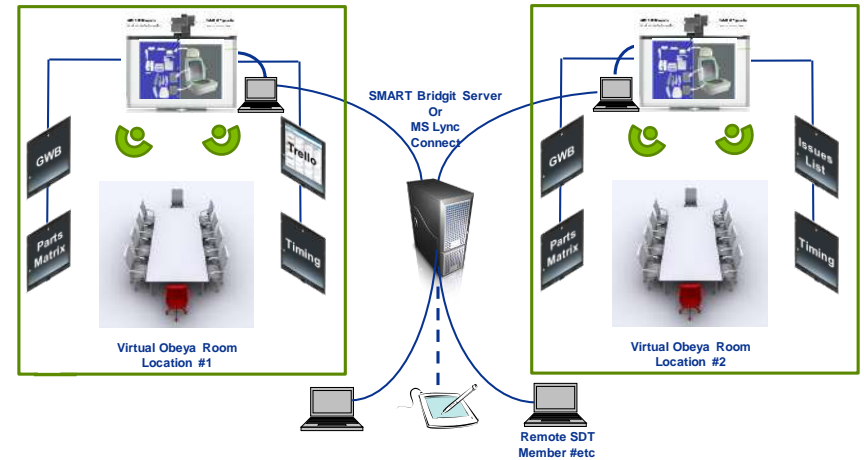 SMART Bridgit Server
Or
MS Lync
Connect
GWB
Trello
Parts
Matrix
Timing
Virtual Obeya Room
Location #1
GWB
Issues
List
Parts
Matrix
Timing
Virtual Obeya Room
Location #2
Remote SDT
Member #etc